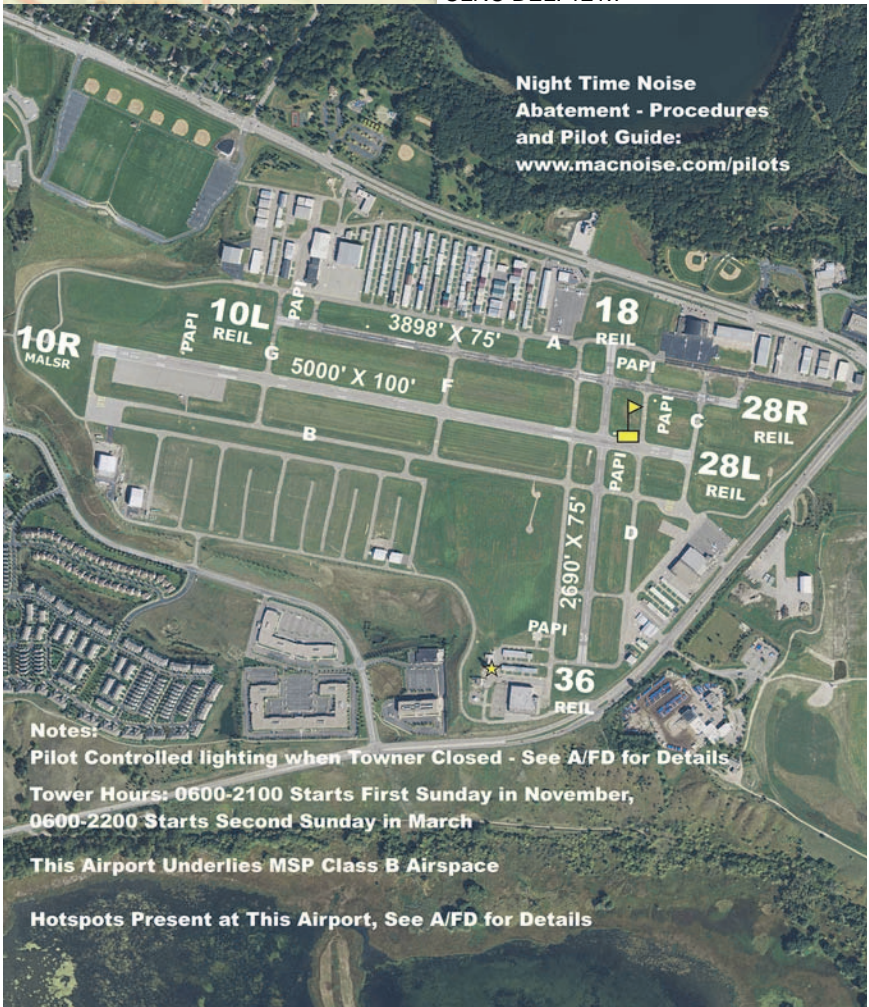 Night Time Noise
Abatement - Procedures
and Pilot Guide:
www.macnoise.com/pilots
10L
REIL
PAPI
3898' X 75'
A
18
REIL
PAPI
10R
MALSR
PAPI
G
5000' X 100'
F
PAPI
C
28R
REIL
B
PAPI
28L
REIL
2690' X 75'
D
PAPI
36
REIL
Notes:
Pilot Controlled lighting when Towner Closed - See A/FD for Details
Tower Hours: 0600-2100 Starts First Sunday in November,
0600-2200 Starts Second Sunday in March
This Airport Underlies MSP Class B Airspace
Hotspots Present at This Airport, See A/FD for Details